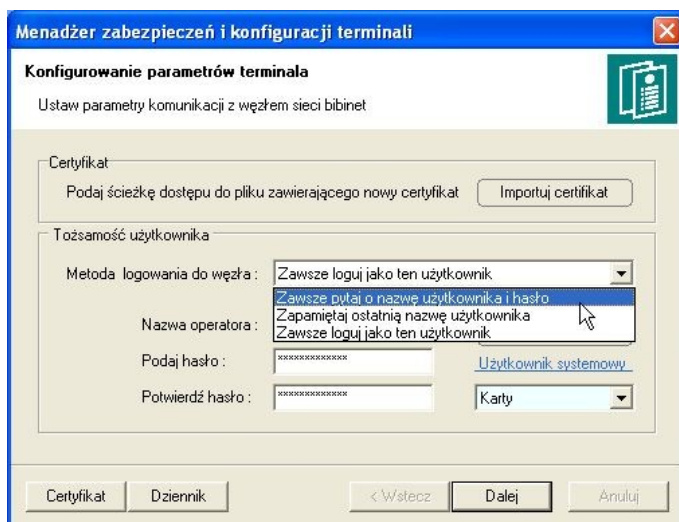 Menadżer zabezpieczeń i konfiguracji terminali
Konfigurowanie parametrów terminala
Ustaw parametry komunikacji z węzłem sieci bibinet
Certyfikat
Podaj ścieżkę dostępu do pliku zawierającego nowy certyfikat
Importuj certifikat
Tożsamość użytkownika
Metoda logowania do węzła :
Zawsze loguj jako ten użytkownik
Zawsze pytaj o nazwę użytkownika i hasło
Zapamiętaj ostatnią nazwę użytkownika
Zawsze loguj jako ten użytkownik
Nazwa operatora :
Podaj hasło :
xxxxxxxxxxxxx
Użytkownik systemowy
Potwierdź hasło :
xxxxxxxxxxxxx
Karty
Certyfikat
Dziennik
< Wstecz
Dalej
Anuluj